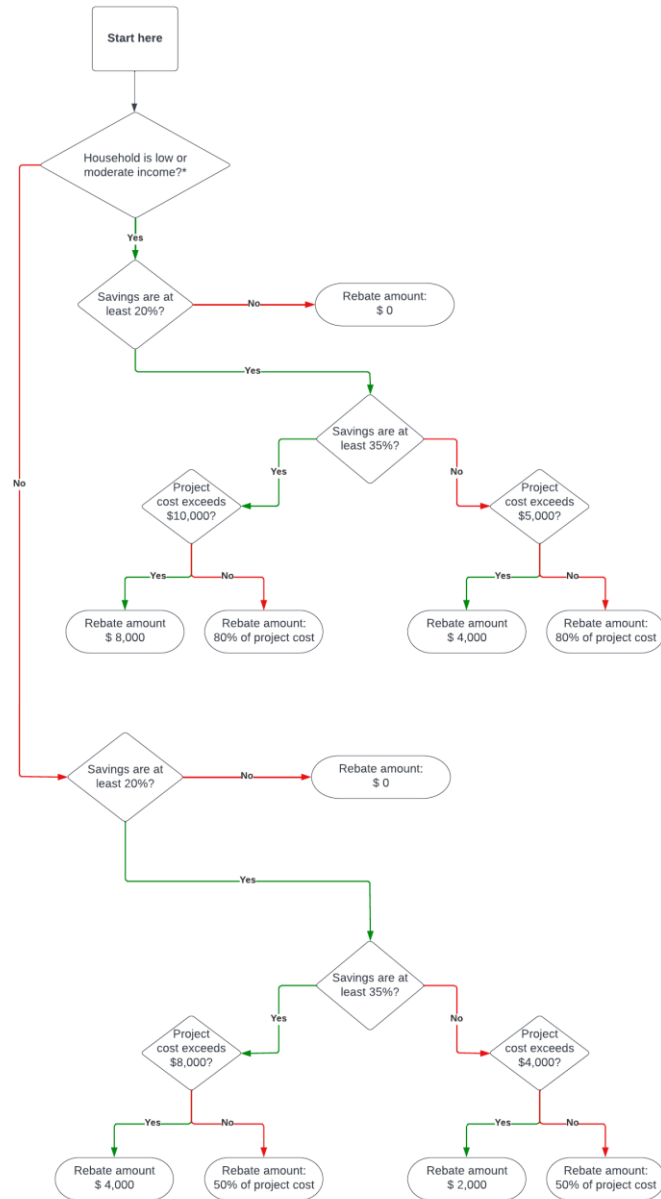 Start here
Household is low or
moderate income?*
Yes
Savings are at
least 20%?
No
Rebate amount:
$ 0
Yes
Savings are at
least 35%?
Yes
No
No
Project
cost exceeds
$10,000?
Project
cost exceeds
$5,000?
Yes
No
Yes
No
Rebate amount
$ 8,000
Rebate amount:
80% of project cost
Rebate amount
$ 4,000
Rebate amount:
80% of project cost
Savings are at
least 20%?
No
Rebate amount:
$ 0
Yes
Savings are at
least 35%?
Yes
No
Project
cost exceeds
$8,000?
Project
cost exceeds
$4,000?
Yes
No
Yes
No
Rebate amount
$ 4,000
Rebate amount:
50% of project cost
Rebate amount
$ 2,000
Rebate amount:
50% of project cost